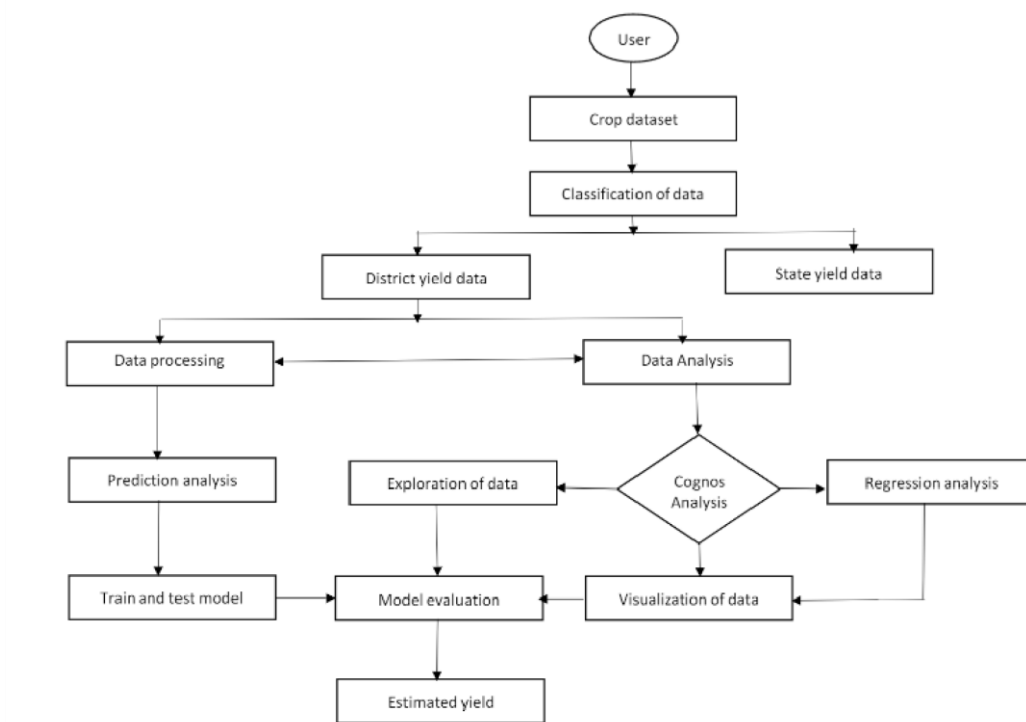 User
Crop dataset
Classification of data
District yield data
State yield data
Data processing
Data Analysis
Prediction analysis
Exploration of data
Cognos
Analysis
Regression analysis
Train and test model
Model evaluation
Visualization of data
Estimated yield